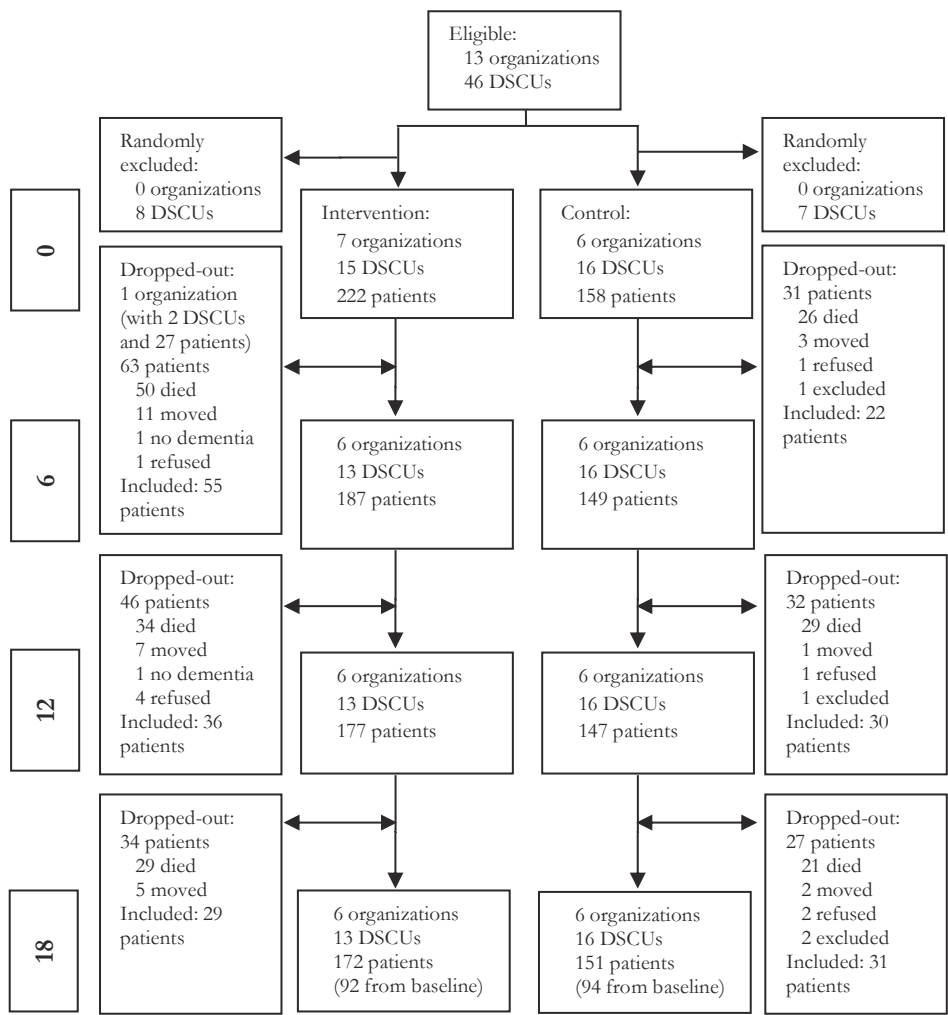 Eligible:
13 organizations
46 DSCUs
Randomly
excluded:
0 organizations
8 DSCUs
Randomly
excluded:
0 organizations
7 DSCUs
0
Intervention:
7 organizations
15 DSCUs
222 patients
Control:
6 organizations
16 DSCUs
158 patients
Dropped-out:
1 organization
(with 2 DSCUs
and 27 patients)
63 patients
50 died
11 moved
1 no dementia
1 refused
Included: 55
patients
Dropped-out:
31 patients
26 died
3 moved
1 refused
1 excluded
Included: 22
patients
6
6 organizations
13 DSCUs
187 patients
6 organizations
16 DSCUs
149 patients
Dropped-out:
46 patients
34 died
7 moved
1 no dementia
4 refused
Included: 36
patients
Dropped-out:
32 patients
29 died
1 moved
1 refused
1 excluded
Included: 30
patients
12
6 organizations
13 DSCUs
177 patients
6 organizations
16 DSCUs
147 patients
Dropped-out:
34 patients
29 died
5 moved
Included: 29
patients
Dropped-out:
27 patients
21 died
2 moved
2 refused
2 excluded
Included: 31
patients
18
6 organizations
13 DSCUs
172 patients
(92 from baseline)
6 organizations
16 DSCUs
151 patients
(94 from baseline)